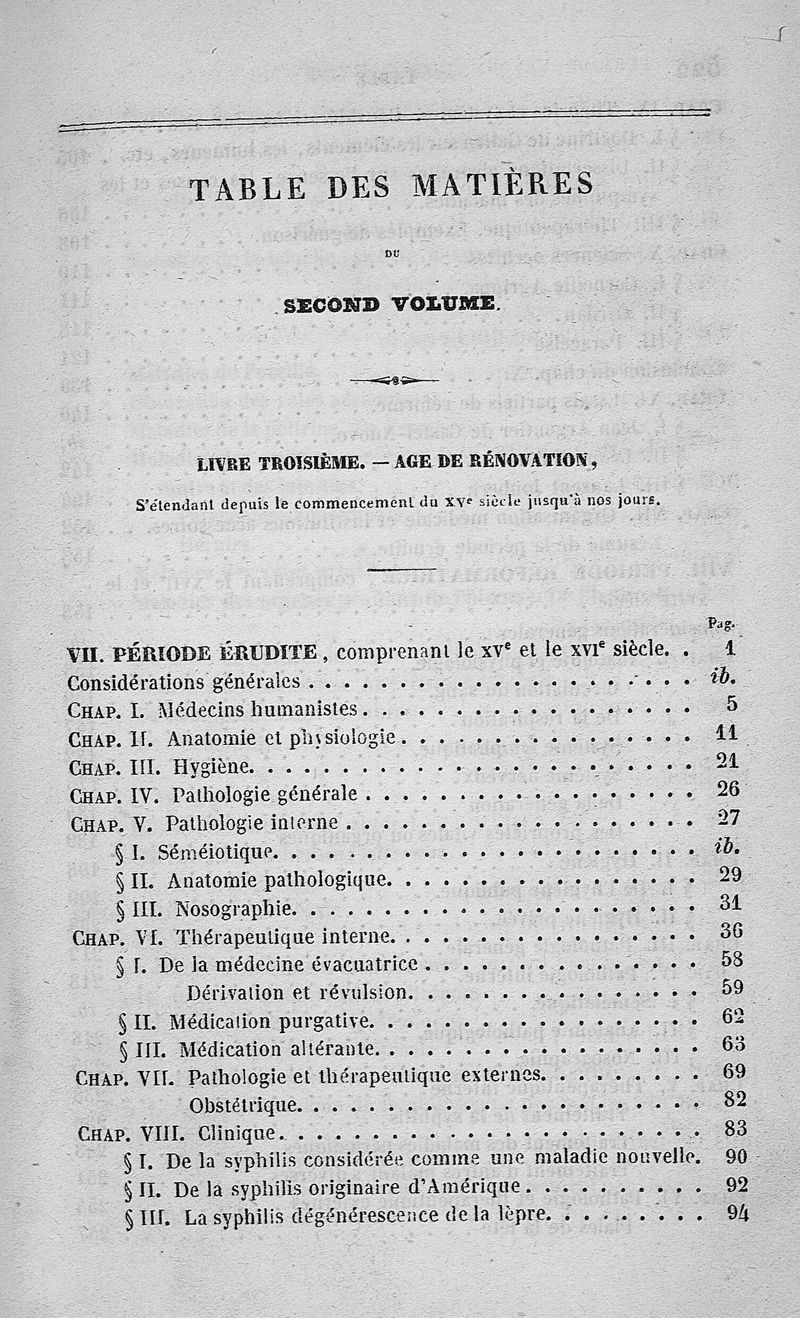 TABLE DES MATIÈRES
DU
SECOND VOLUME.
LIVRE TROISIÈME. — AGE DE RÉNOVATION,
S'étendant depuis le commencement du XVe siècle jusqu'à nos jours.
Pag.
VII. PÉRIODE ÉRUDITE, comprenant le XVe et le XVIe siècle. . 1
Considérations générales . . . . . . . . . . . . . . . . . ib.
CHAP. I. Médecins humanistes . . . . . . . . . . . . . . . 5
CHAP. II. Anatomie et physiologie . . . . . . . . . . . . . 11
CHAP. III. Hygiène. . . . . . . . . . . . . . . . . . . . 21
CHAP. IV. Pathologie générale . . . . . . . . . . . . . . . 26
CHAP. V. Pathologie interne . . . . . . . . . . . . . . . . 27
§ I. Séméiotique. . . . . . . . . . . . . . . . . . . ib.
§ II. Anatomie pathologique. . . . . . . . . . . . . . 29
§ III. Nosographie. . . . . . . . . . . . . . . . . . 31
CHAP. VI. Thérapeutique interne. . . . . . . . . . . . . . 36
§ I. De la médecine évacuatrice . . . . . . . . . . . . 58
Dérivation et révulsion. . . . . . . . . . . . . 59
§ II. Médication purgative. . . . . . . . . . . . . . . 62
§ III. Médication altérante. . . . . . . . . . . . . . 63
CHAP. VII. Pathologie et thérapeutique externes. . . . . . . . 69
Obstétrique. . . . . . . . . . . . . . . . . . 82
CHAP. VIII. Clinique. . . . . . . . . . . . . . . . . . . 83
§ I. De la syphilis considérée comme une maladie nouvelle. 90
§ II. De la syphilis originaire d'Amérique . . . . . . . . . 92
§ III. La syphilis dégénérescence de la lèpre. . . . . . . . 94